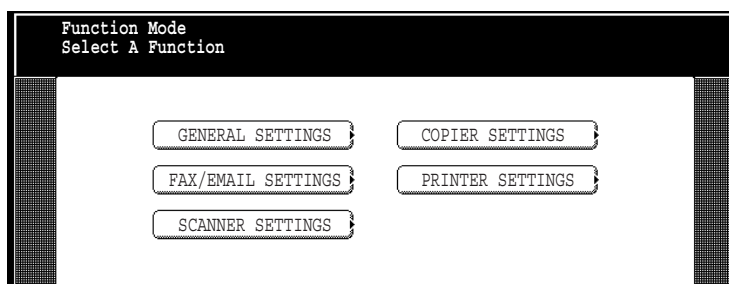 Function Mode
Select A Function
GENERAL SETTINGS
COPIER SETTINGS
FAX/EMAIL SETTINGS
PRINTER SETTINGS
SCANNER SETTINGS